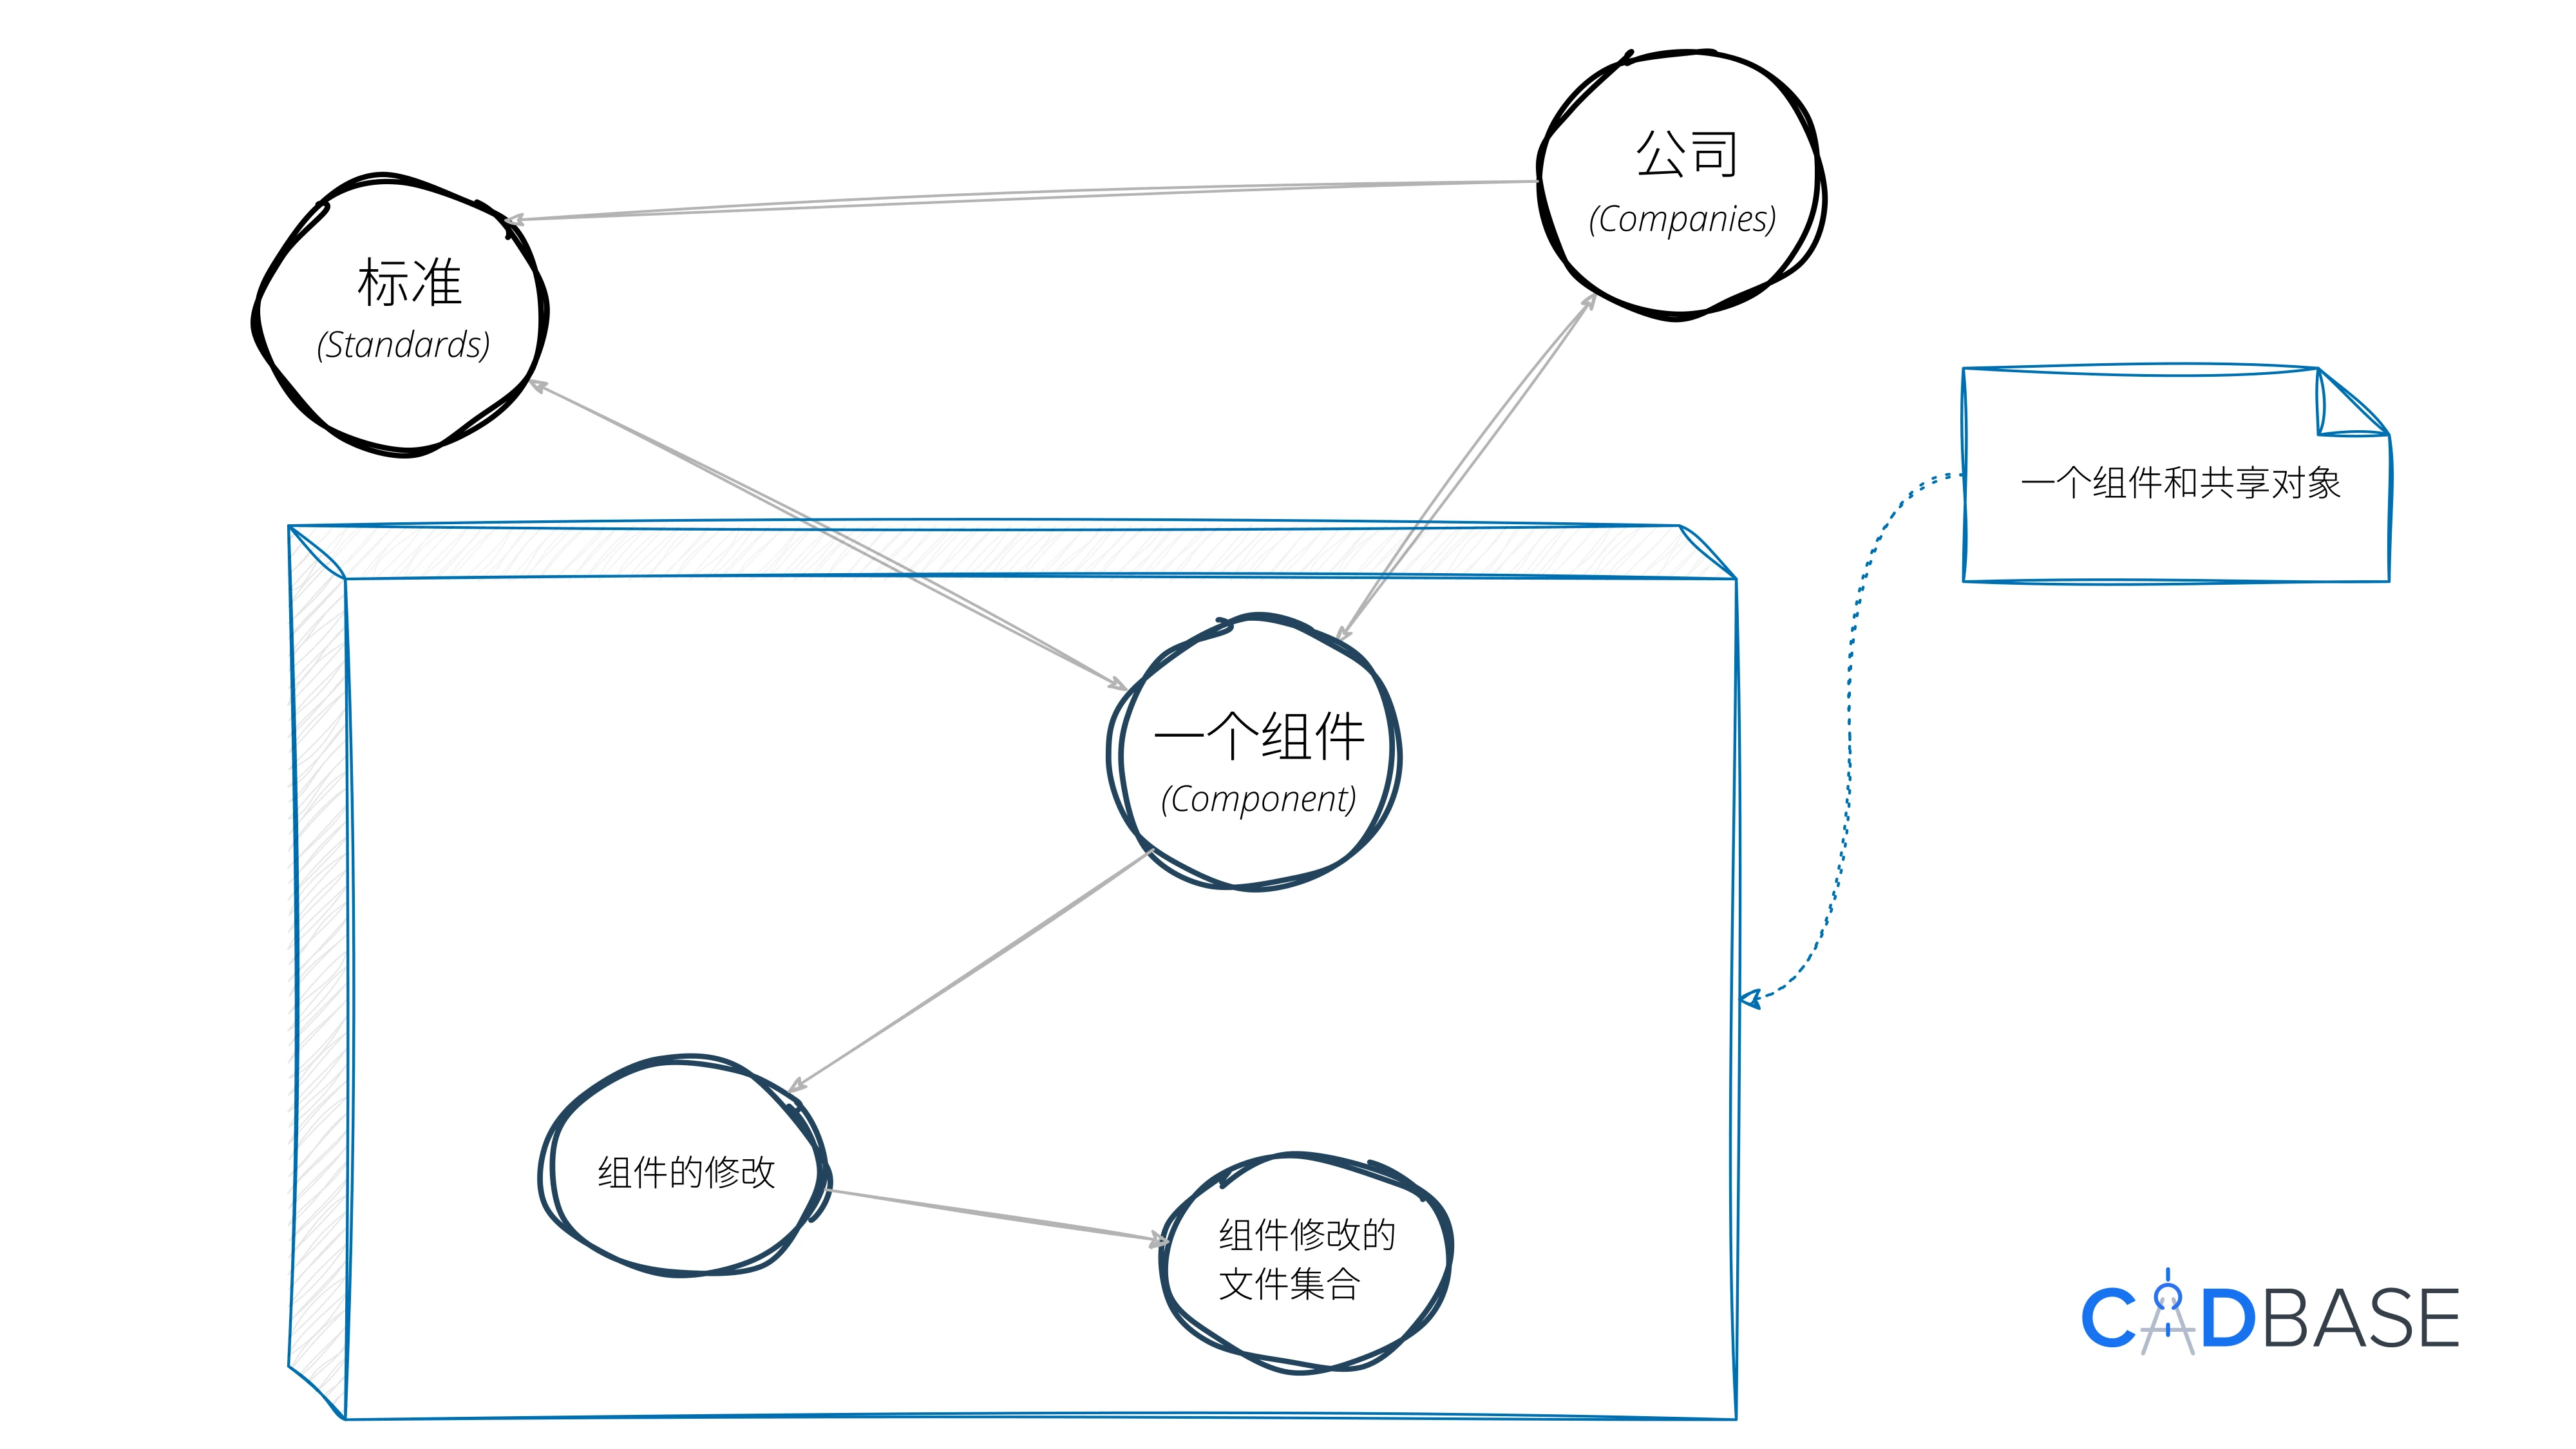 公司
(Companies)
标准
(Standards)
一个组件和共享对象
一个组件
(Component)
组件的修改
组件修改的
文件集合
CADBASE